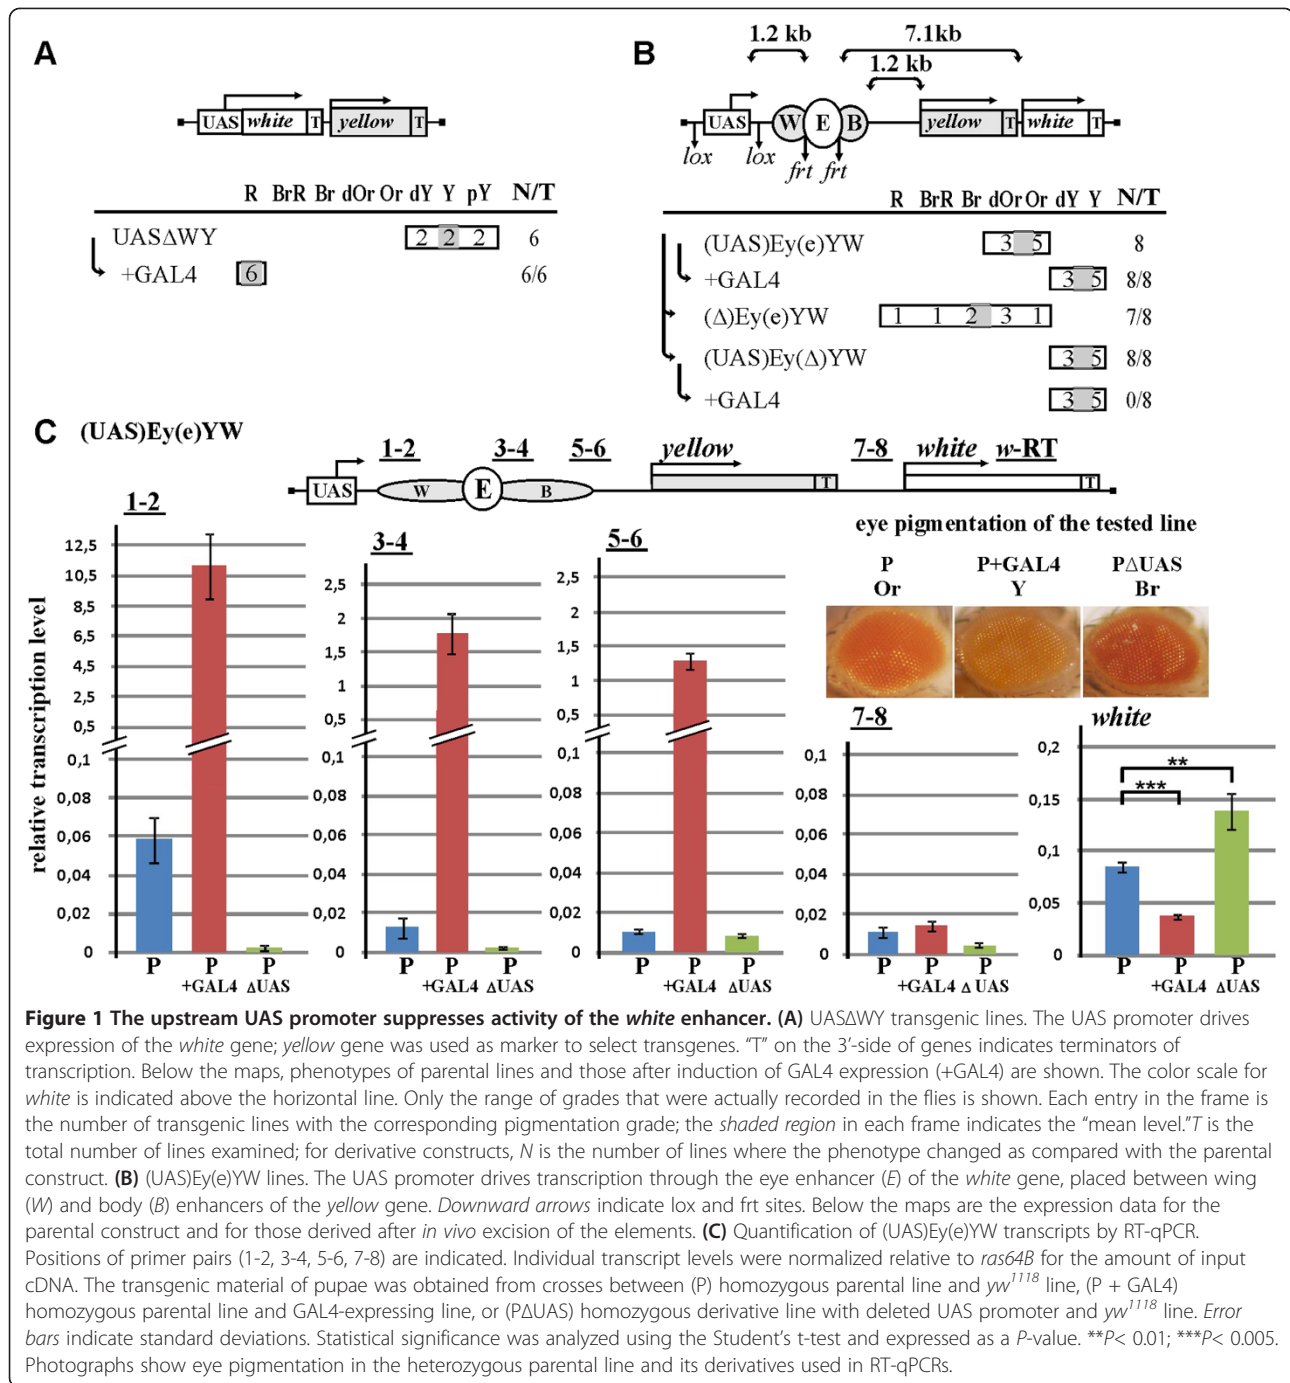 A
UAS white T yellow T
R BrR Br dOr Or dY Y pY N/T
UASΔWY 2 2 2 6
+GAL4 6 6/6
B
1.2 kb 7.1kb
1.2 kb
UAS W E B yellow T white T
lox lox frt frt
R BrR Br dOr Or dY Y N/T
(UAS)Ey(e)YW 3 5 8
+GAL4 3 5 8/8
(Δ)Ey(e)YW 1 1 2 3 1 7/8
(UAS)Ey(Δ)YW 3 5 8/8
+GAL4 3 5 0/8
C (UAS)Ey(e)YW
1-2 3-4 5-6 yellow 7-8 white w-RT
UAS W E B T T
relative transcription level
1-2
12,5
10,5
8,5
6,5
4,5
2,5
0,5
0,1
0,08
0,06
0,04
0,02
0
P P P
+GAL4 ΔUAS
3-4
2,5
2
1,5
1
0,5
0,1
0,08
0,06
0,04
0,02
0
P P P
+GAL4 ΔUAS
5-6
2,5
2
1,5
1
0,5
0,1
0,08
0,06
0,04
0,02
0
P P P
+GAL4 ΔUAS
eye pigmentation of the tested line
P P+GAL4 PΔUAS
Or Y Br
7-8
0,1
0,08
0,06
0,04
0,02
0
P P P
+GAL4 Δ UAS
white
0,2
0,15
0,1
0,05
0
**
***
P P P
+GAL4 ΔUAS
Figure 1 The upstream UAS promoter suppresses activity of the white enhancer. (A) UASΔWY transgenic lines. The UAS promoter drives
expression of the white gene; yellow gene was used as marker to select transgenes. "T" on the 3'-side of genes indicates terminators of
transcription. Below the maps, phenotypes of parental lines and those after induction of GAL4 expression (+GAL4) are shown. The color scale for
white is indicated above the horizontal line. Only the range of grades that were actually recorded in the flies is shown. Each entry in the frame is
the number of transgenic lines with the corresponding pigmentation grade; the shaded region in each frame indicates the "mean level."T is the
total number of lines examined; for derivative constructs, N is the number of lines where the phenotype changed as compared with the parental
construct. (B) (UAS)Ey(e)YW lines. The UAS promoter drives transcription through the eye enhancer (E) of the white gene, placed between wing
(W) and body (B) enhancers of the yellow gene. Downward arrows indicate lox and frt sites. Below the maps are the expression data for the
parental construct and for those derived after in vivo excision of the elements. (C) Quantification of (UAS)Ey(e)YW transcripts by RT-qPCR.
Positions of primer pairs (1-2, 3-4, 5-6, 7-8) are indicated. Individual transcript levels were normalized relative to ras64B for the amount of input
cDNA. The transgenic material of pupae was obtained from crosses between (P) homozygous parental line and yw1118 line, (P + GAL4)
homozygous parental line and GAL4-expressing line, or (PΔUAS) homozygous derivative line with deleted UAS promoter and yw1118 line. Error
bars indicate standard deviations. Statistical significance was analyzed using the Student's t-test and expressed as a P-value. **P< 0.01; ***P< 0.005.
Photographs show eye pigmentation in the heterozygous parental line and its derivatives used in RT-qPCRs.